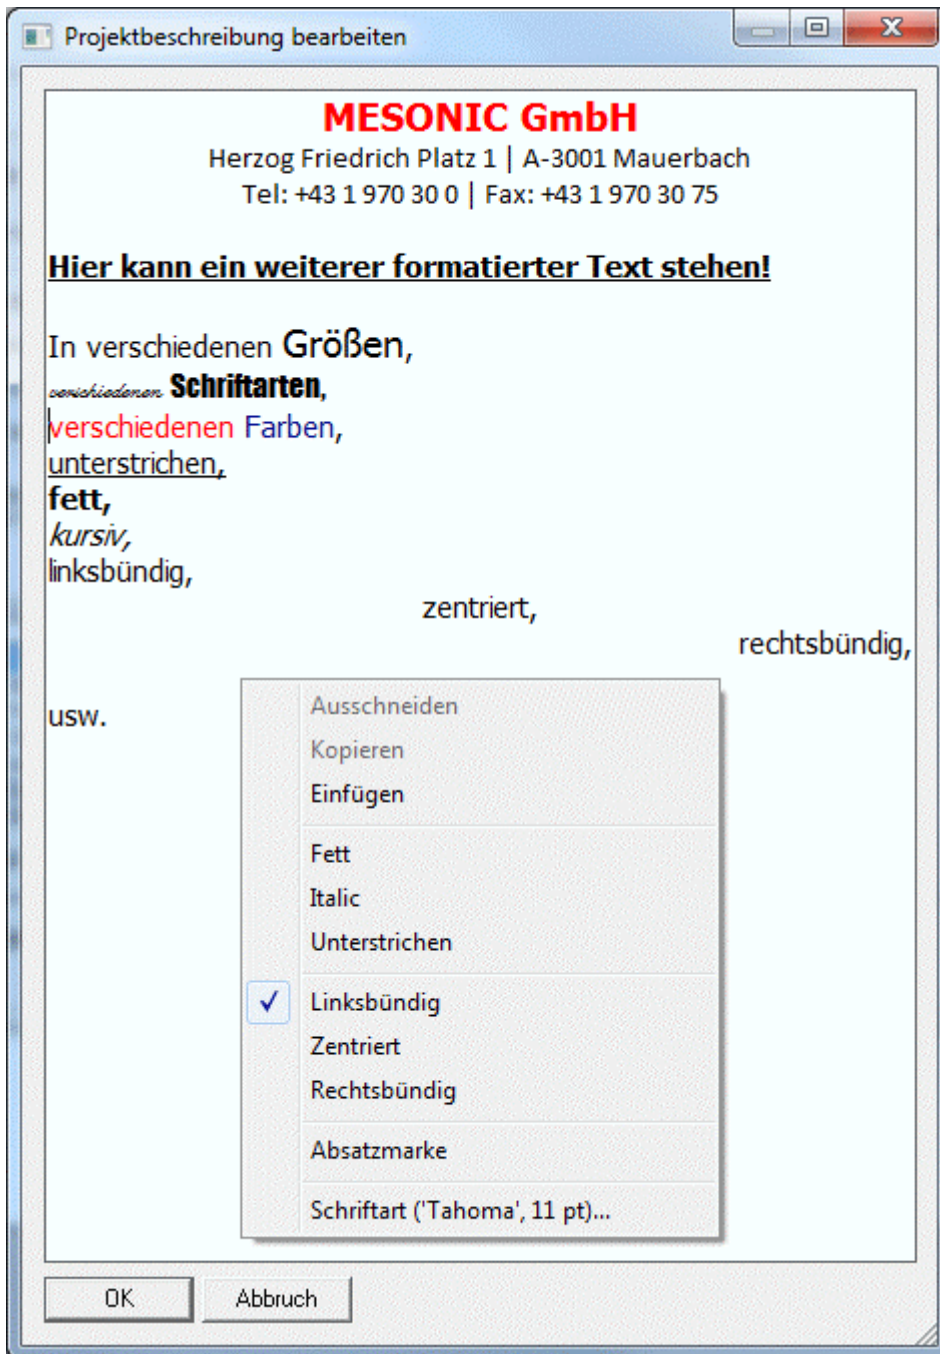 Projektbeschreibung bearbeiten
MESONIC GmbH
Herzog Friedrich Platz 1 | A-3001 Mauerbach
Tel: +43 1 970 30 0 | Fax: +43 1 970 30 75
Hier kann ein weiterer formatierter Text stehen!
In verschiedenen Größen,
verschiedenen Schriftarten,
verschiedenen Farben,
unterstrichen,
fett,
kursiv,
linksbündig,
zentriert,
rechtsbündig,
usw.
Ausschneiden
Kopieren
Einfügen
Fett
Italic
Unterstrichen
Linksbündig
Zentriert
Rechtsbündig
Absatzmarke
Schriftart ('Tahoma', 11 pt)...
OK Abbruch